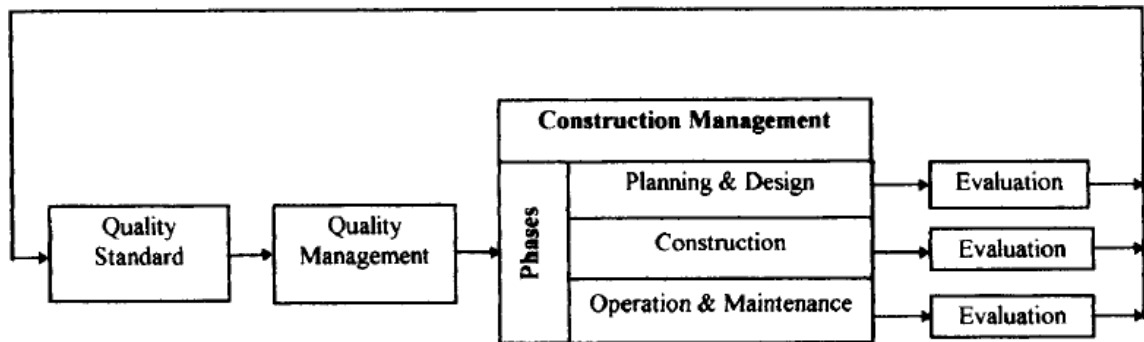 Construction Management
Planning & Design
Evaluation
Quality
Standard
Quality
Management
Phases
Construction
Evaluation
Operation & Maintenance
Evaluation